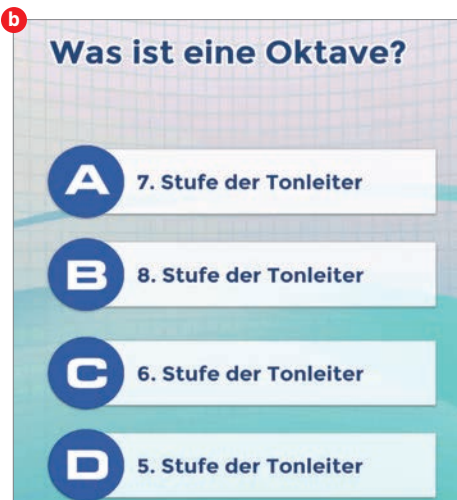 b
Was ist eine Oktave?
A 7. Stufe der Tonleiter
B 8. Stufe der Tonleiter
C 6. Stufe der Tonleiter
D 5. Stufe der Tonleiter